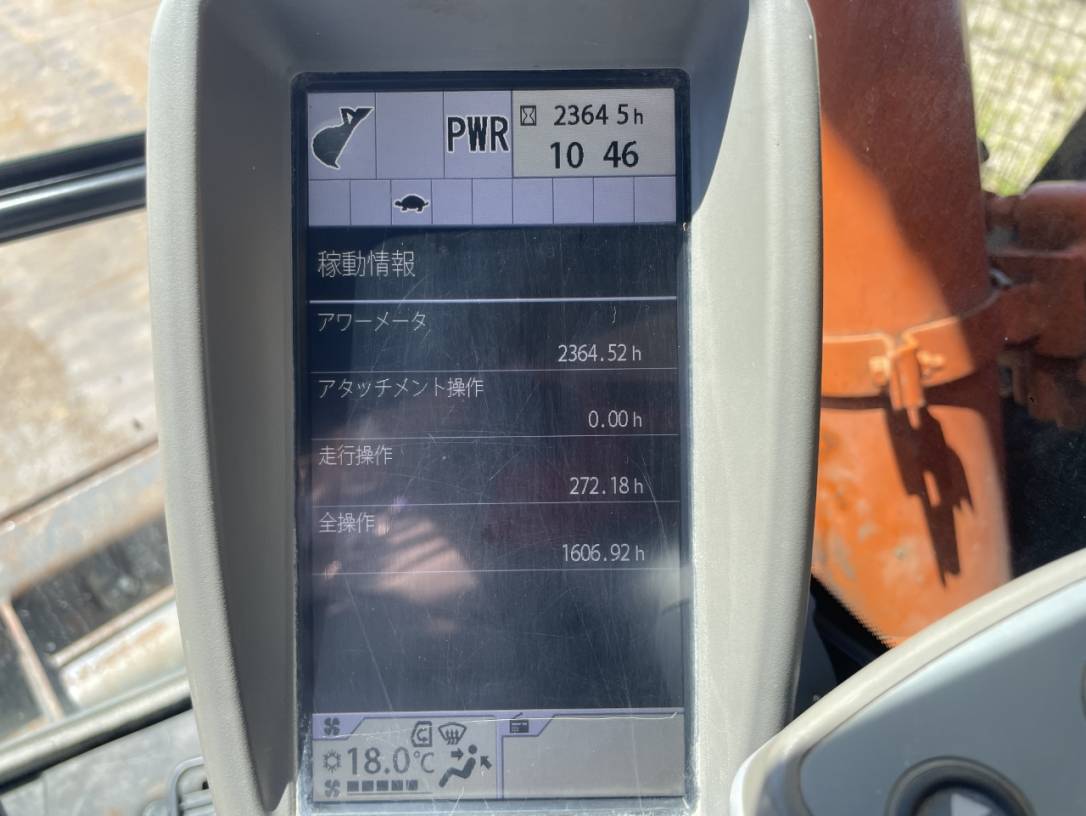 PWR
2364 5h
10 46
稼動情報
アワーメータ
2364.52 h
アタッチメント操作
0.00 h
走行操作
272.18 h
全操作
1606.92 h
18.0℃